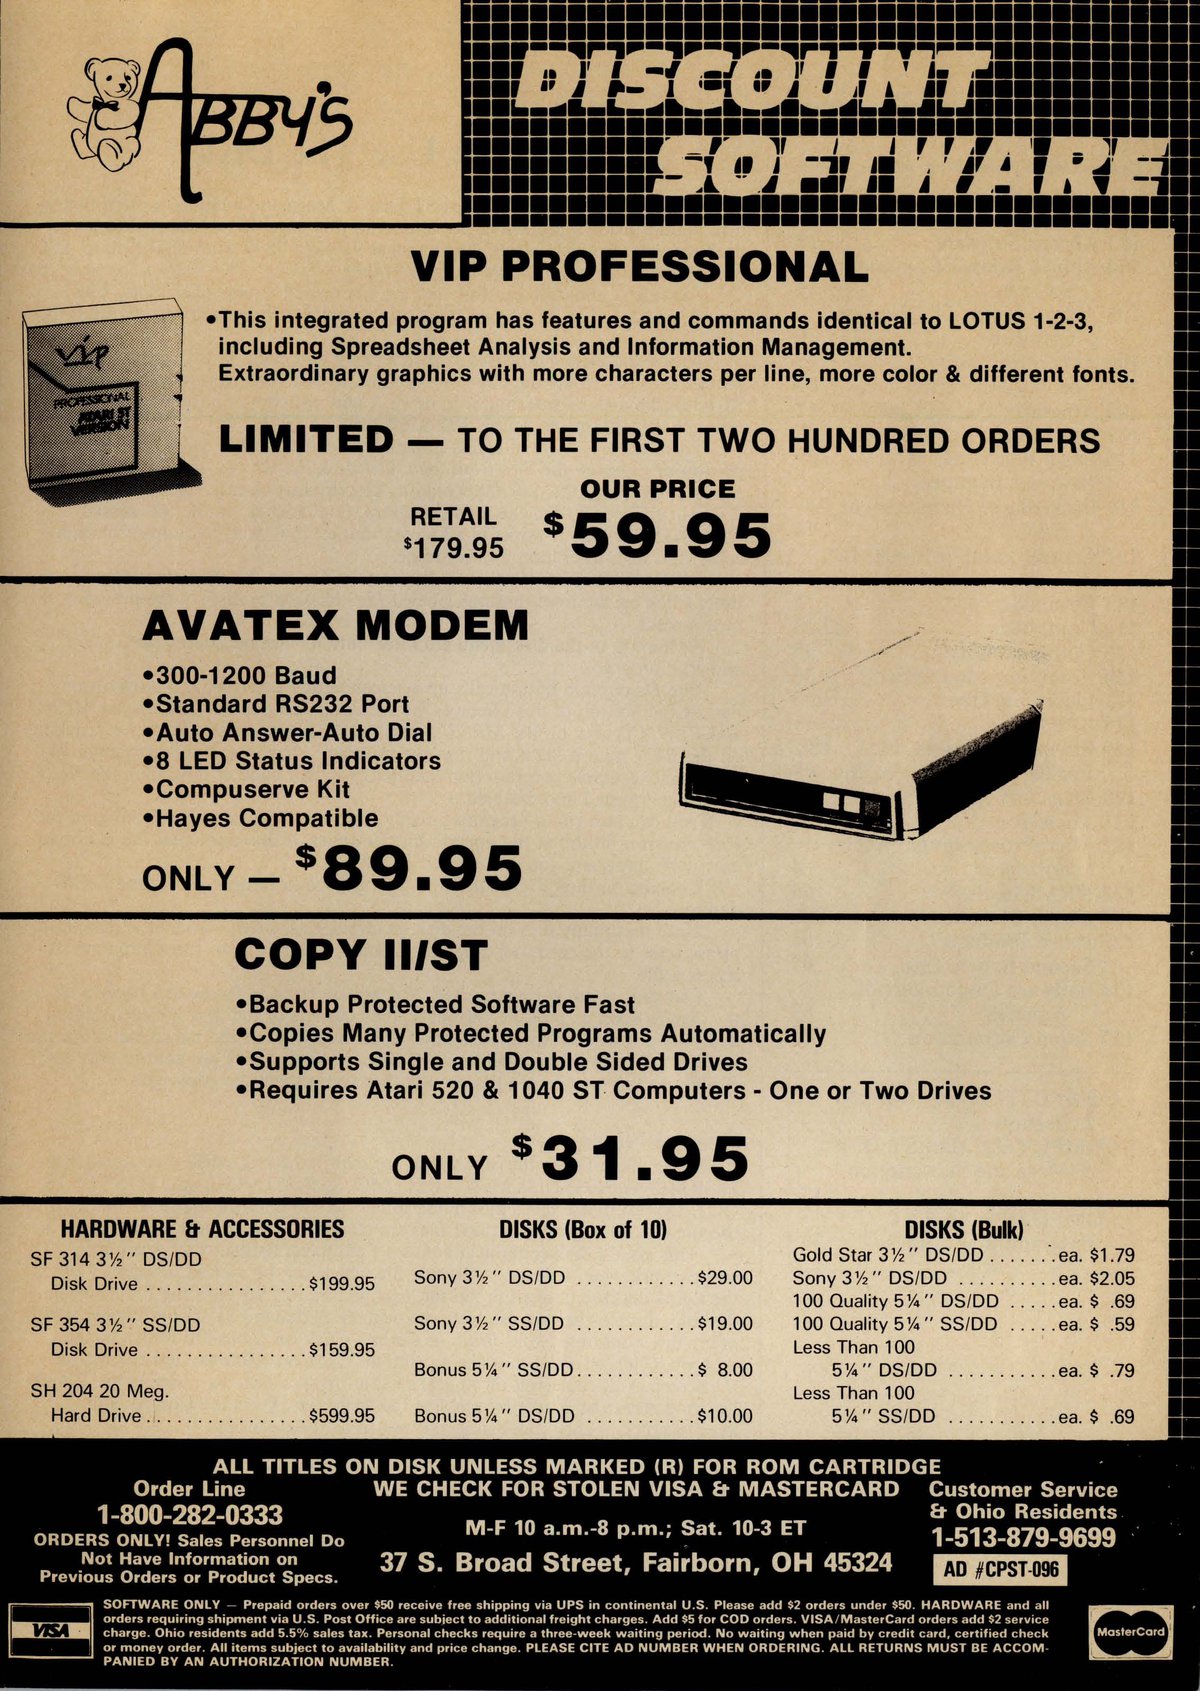 ABBY'S
DISCOUNT
SOFTWARE
VIP PROFESSIONAL
•This integrated program has features and commands identical to LOTUS 1-2-3,
including Spreadsheet Analysis and Information Management.
Extraordinary graphics with more characters per line, more color & different fonts.
vip
PROFESSIONAL
ATARI ST
VERSION
LIMITED — TO THE FIRST TWO HUNDRED ORDERS
OUR PRICE
RETAIL
$179.95
$59.95
AVATEX MODEM
•300-1200 Baud
•Standard RS232 Port
•Auto Answer-Auto Dial
•8 LED Status Indicators
•Compuserve Kit
•Hayes Compatible
ONLY — $89.95
COPY II/ST
•Backup Protected Software Fast
•Copies Many Protected Programs Automatically
•Supports Single and Double Sided Drives
•Requires Atari 520 & 1040 ST Computers - One or Two Drives
ONLY $31.95
HARDWARE & ACCESSORIES
SF 314 3½″ DS/DD
Disk Drive ................$199.95
SF 354 3½″ SS/DD
Disk Drive ................$159.95
SH 204 20 Meg.
Hard Drive ................$599.95
DISKS (Box of 10)
Sony 3½″ DS/DD ............$29.00
Sony 3½″ SS/DD ............$19.00
Bonus 5¼″ SS/DD............$ 8.00
Bonus 5¼″ DS/DD ...........$10.00
DISKS (Bulk)
Gold Star 3½″ DS/DD .......ea. $1.79
Sony 3½″ DS/DD ..........ea. $2.05
100 Quality 5¼″ DS/DD .....ea. $ .69
100 Quality 5¼″ SS/DD .....ea. $ .59
Less Than 100
5¼″ DS/DD ...........ea. $ .79
Less Than 100
5¼″ SS/DD ...........ea. $ .69
ALL TITLES ON DISK UNLESS MARKED (R) FOR ROM CARTRIDGE
Order Line
1-800-282-0333
ORDERS ONLY! Sales Personnel Do
Not Have Information on
Previous Orders or Product Specs.
WE CHECK FOR STOLEN VISA & MASTERCARD
M-F 10 a.m.-8 p.m.; Sat. 10-3 ET
37 S. Broad Street, Fairborn, OH 45324
Customer Service
& Ohio Residents
1-513-879-9699
AD #CPST-096
VISA
SOFTWARE ONLY — Prepaid orders over $50 receive free shipping via UPS in continental U.S. Please add $2 orders under $50. HARDWARE and all
orders requiring shipment via U.S. Post Office are subject to additional freight charges. Add $5 for COD orders. VISA/MasterCard orders add $2 service
charge. Ohio residents add 5.5% sales tax. Personal checks require a three-week waiting period. No waiting when paid by credit card, certified check
or money order. All items subject to availability and price change. PLEASE CITE AD NUMBER WHEN ORDERING. ALL RETURNS MUST BE ACCOM-
PANIED BY AN AUTHORIZATION NUMBER.
MasterCard